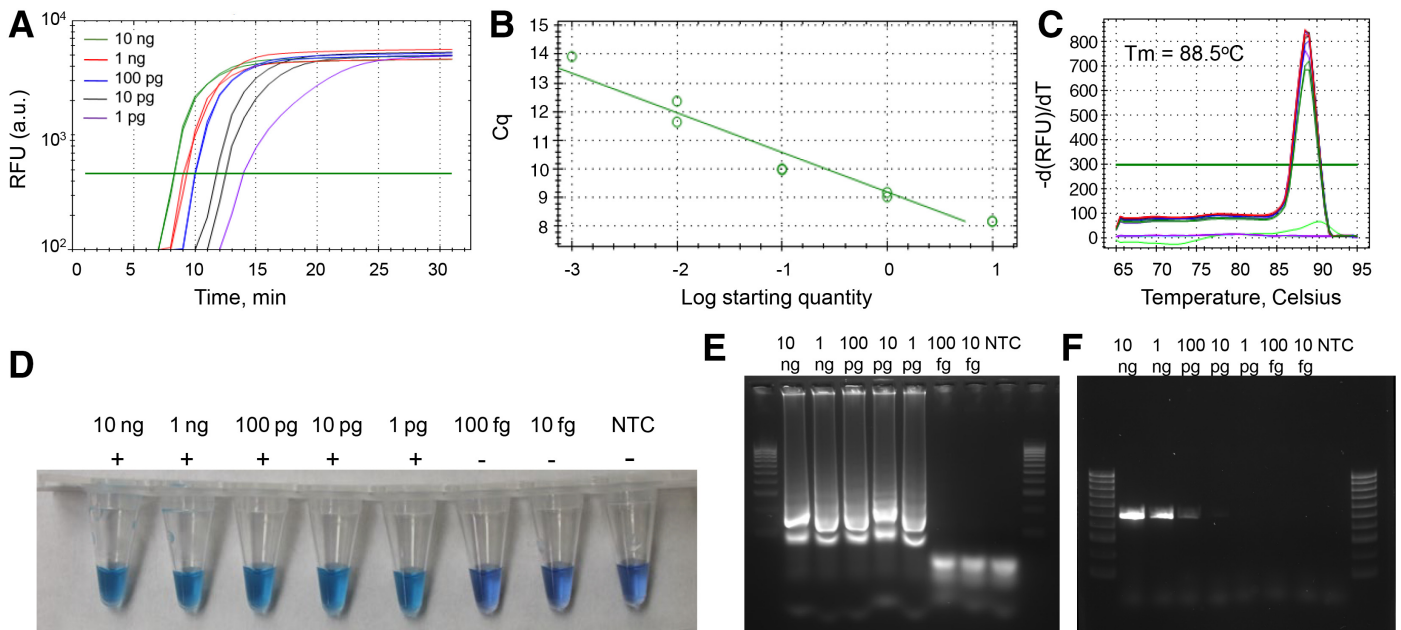 A
10⁴
10³
10²
RFU (a.u.)
10 ng
1 ng
100 pg
10 pg
1 pg
0 5 10 15 20 25 30
Time, min
B
15
14
13
12
11
10
9
8
Cq
-3 -2 -1 0 1
Log starting quantity
C
800
700
600
500
400
300
200
100
0
-d(RFU)/dT
Tm = 88.5ºC
65 70 75 80 85 90 95
Temperature, Celsius
D
10 ng 1 ng 100 pg 10 pg 1 pg 100 fg 10 fg NTC
+ + + + + - - -
E
10 1 100 10 1 100 10 NTC
ng ng pg pg pg fg fg
F
10 1 100 10 1 100 10 NTC
ng ng pg pg pg fg fg